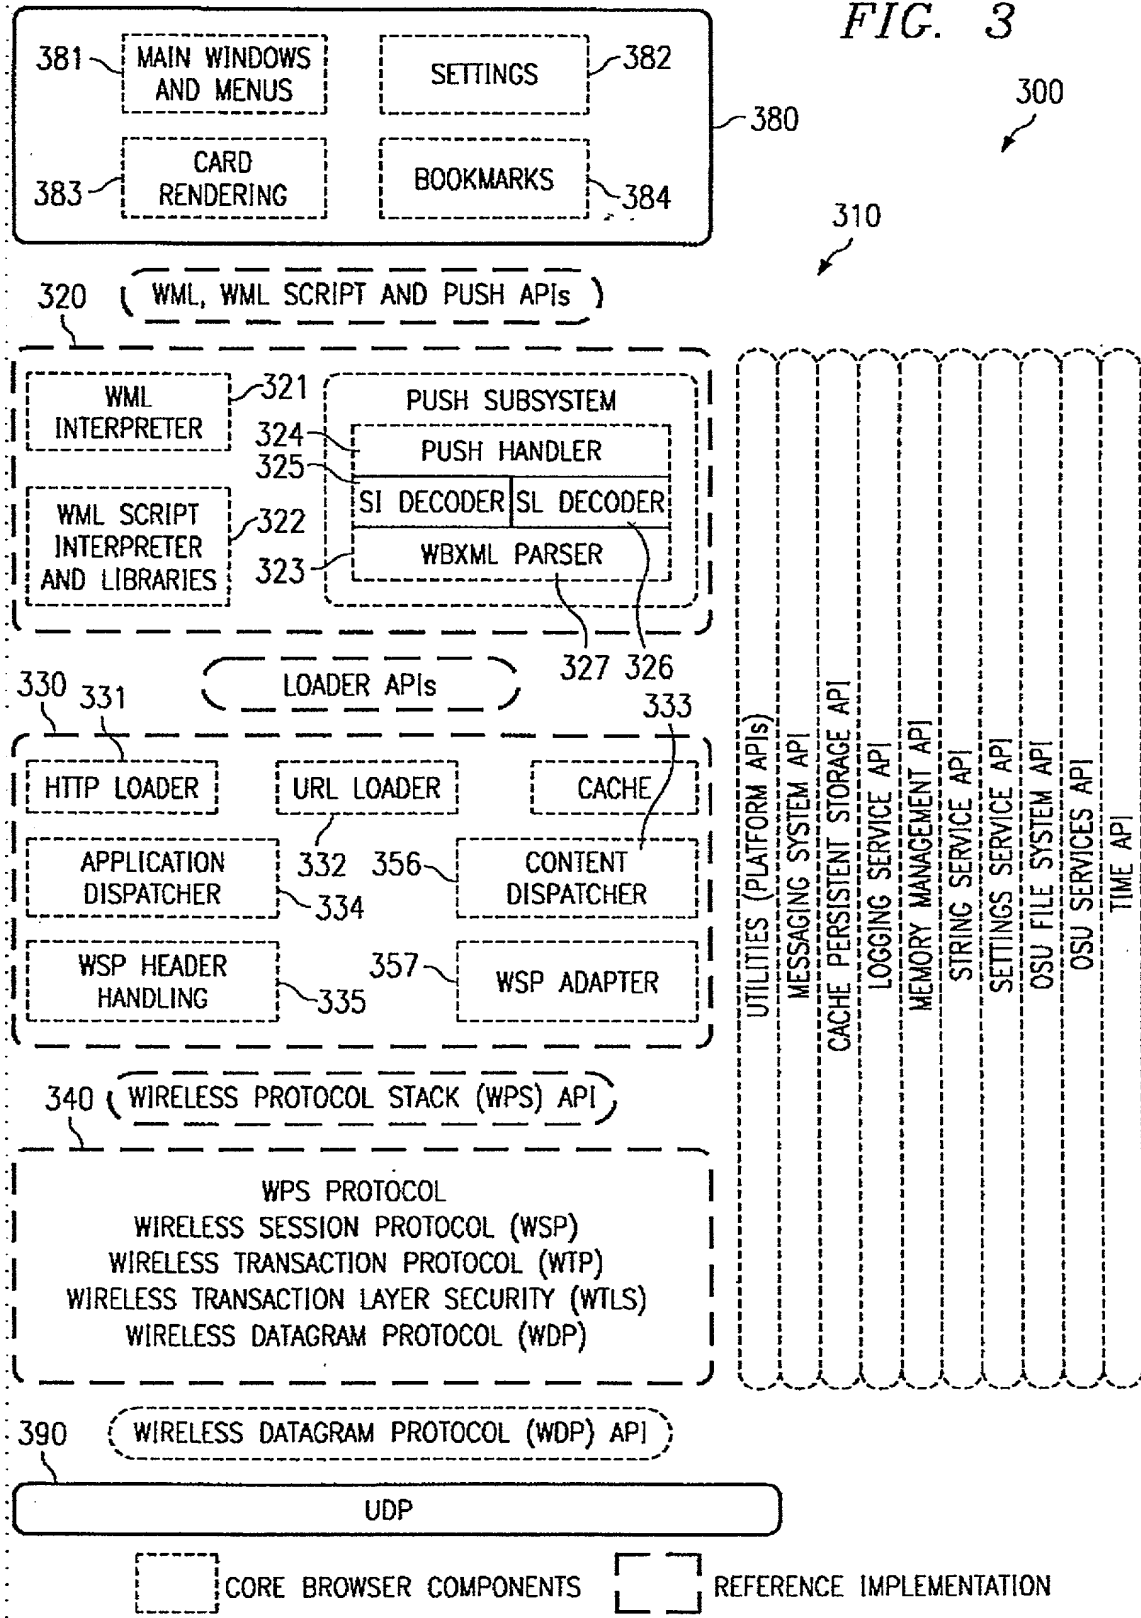 FIG. 3
300
310
381
MAIN WINDOWS
AND MENUS
SETTINGS
382
380
383
CARD
RENDERING
BOOKMARKS
384
WML, WML SCRIPT AND PUSH APIs
320
WML
INTERPRETER
321
PUSH SUBSYSTEM
324
PUSH HANDLER
325
SI DECODER
SL DECODER
WML SCRIPT
INTERPRETER
AND LIBRARIES
322
323
WBXML PARSER
327
326
LOADER APIs
330
331
333
HTTP LOADER
URL LOADER
CACHE
332
APPLICATION
DISPATCHER
334
356
CONTENT
DISPATCHER
WSP HEADER
HANDLING
335
357
WSP ADAPTER
340
WIRELESS PROTOCOL STACK (WPS) API
WPS PROTOCOL
WIRELESS SESSION PROTOCOL (WSP)
WIRELESS TRANSACTION PROTOCOL (WTP)
WIRELESS TRANSACTION LAYER SECURITY (WTLS)
WIRELESS DATAGRAM PROTOCOL (WDP)
WIRELESS DATAGRAM PROTOCOL (WDP) API
390
UDP
UTILITIES (PLATFORM APIs)
MESSAGING SYSTEM API
CACHE PERSISTENT STORAGE API
LOGGING SERVICE API
MEMORY MANAGEMENT API
STRING SERVICE API
SETTINGS SERVICE API
OSU FILE SYSTEM API
OSU SERVICES API
TIME API
CORE BROWSER COMPONENTS
REFERENCE IMPLEMENTATION